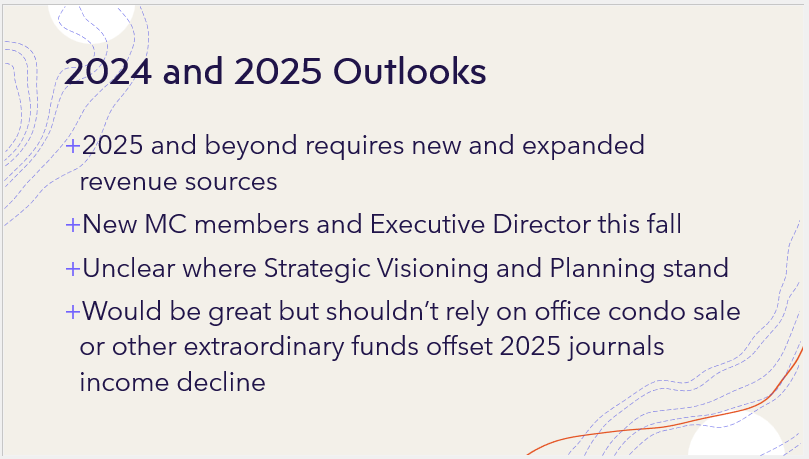 2024 and 2025 Outlooks
+2025 and beyond requires new and expanded
revenue sources
+New MC members and Executive Director this fall
+Unclear where Strategic Visioning and Planning stand
+Would be great but shouldn’t rely on office condo sale
or other extraordinary funds offset 2025 journals
income decline